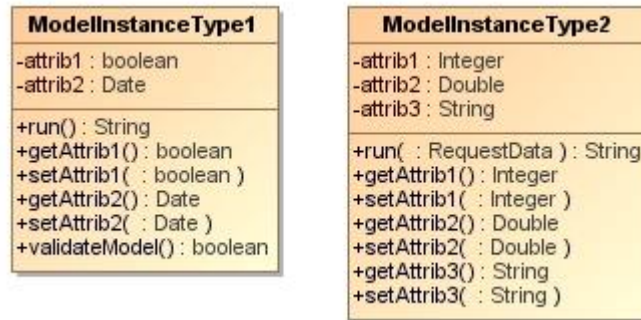 ModelInstanceType1
-attrib1 : boolean
-attrib2 : Date
+run() : String
+getAttrib1() : boolean
+setAttrib1( : boolean )
+getAttrib2() : Date
+setAttrib2( : Date )
+validateModel() : boolean
ModelInstanceType2
-attrib1 : Integer
-attrib2 : Double
-attrib3 : String
+run( : RequestData ) : String
+getAttrib1() : Integer
+setAttrib1( : Integer )
+getAttrib2() : Double
+setAttrib2( : Double )
+getAttrib3() : String
+setAttrib3( : String )